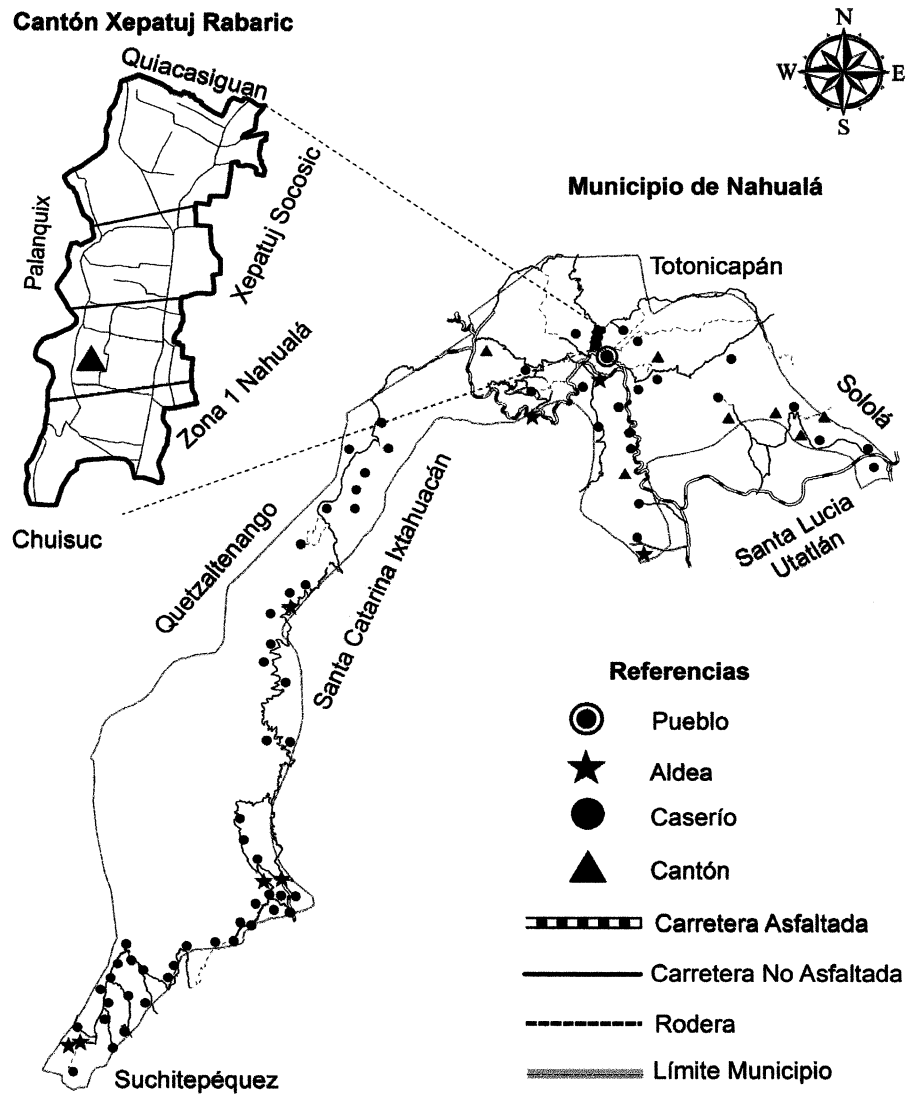 Cantón Xepatuj Rabaric
Quiacasiguan
Palanquix
Xepatuj Socosic
Zona 1 Nahualá
Chuisuc
N
W
E
S
Municipio de Nahualá
Totonicapán
Sololá
Santa Lucia
Utatlán
Quetzaltenango
Santa Catarina Ixtahuacán
Suchitepéquez
Referencias
Pueblo
Aldea
Caserío
Cantón
Carretera Asfaltada
Carretera No Asfaltada
Rodera
Límite Municipio